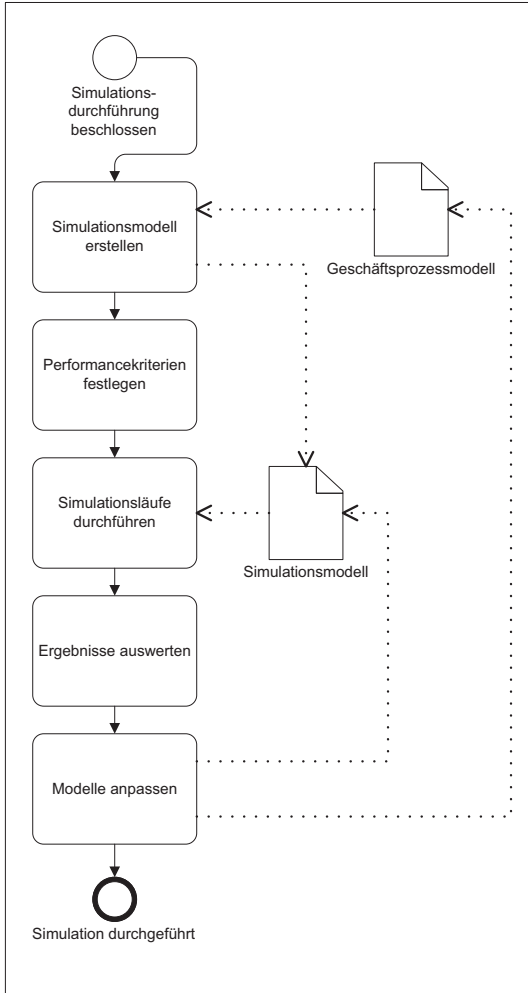 Simulations-
durchführung
beschlossen
Simulationsmodell
erstellen
Geschäftsprozessmodell
Performancekriterien
festlegen
Simulationsläufe
durchführen
Simulationsmodell
Ergebnisse auswerten
Modelle anpassen
Simulation durchgeführt